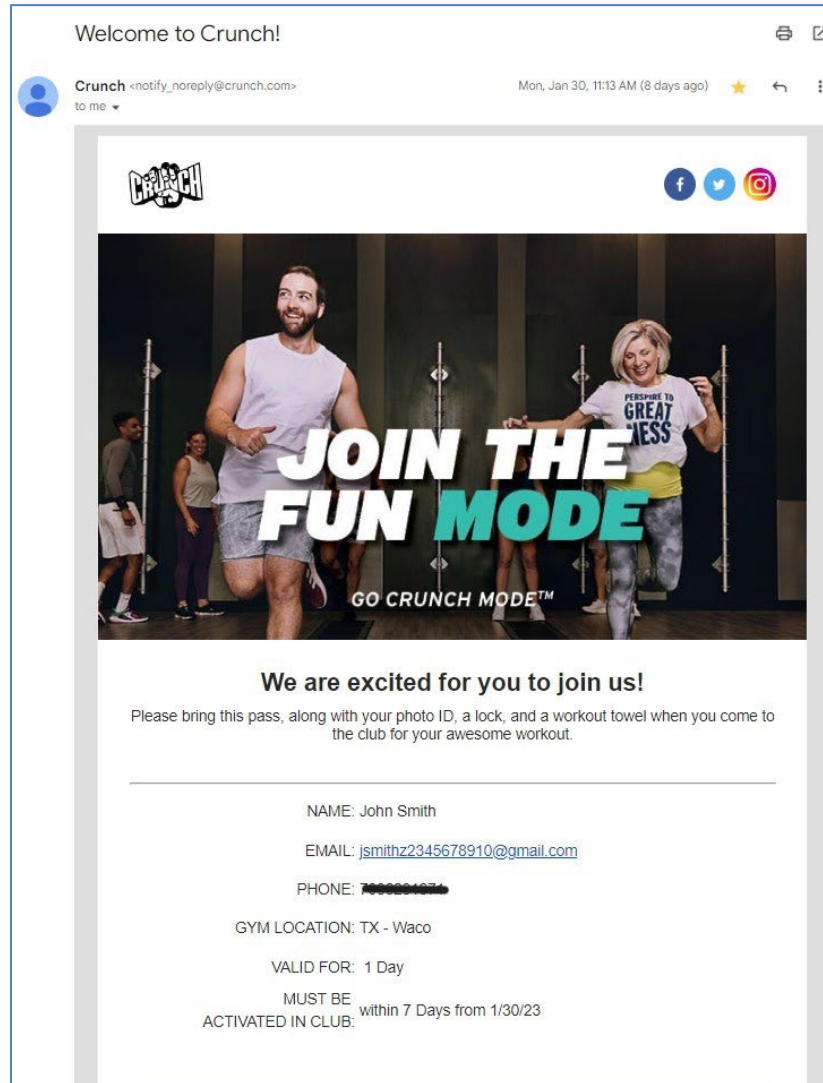 Welcome to Crunch!
Crunch <notify_noreply@crunch.com>
Mon, Jan 30, 11:13 AM (8 days ago)
to me
CRUNCH
PERSPIRE TO
GREAT
NESS
JOIN THE
FUN MODE
GO CRUNCH MODE™
We are excited for you to join us!
Please bring this pass, along with your photo ID, a lock, and a workout towel when you come to
the club for your awesome workout.
NAME: John Smith
EMAIL: jsmithz2345678910@gmail.com
PHONE:
GYM LOCATION: TX - Waco
VALID FOR: 1 Day
MUST BE
ACTIVATED IN CLUB: within 7 Days from 1/30/23